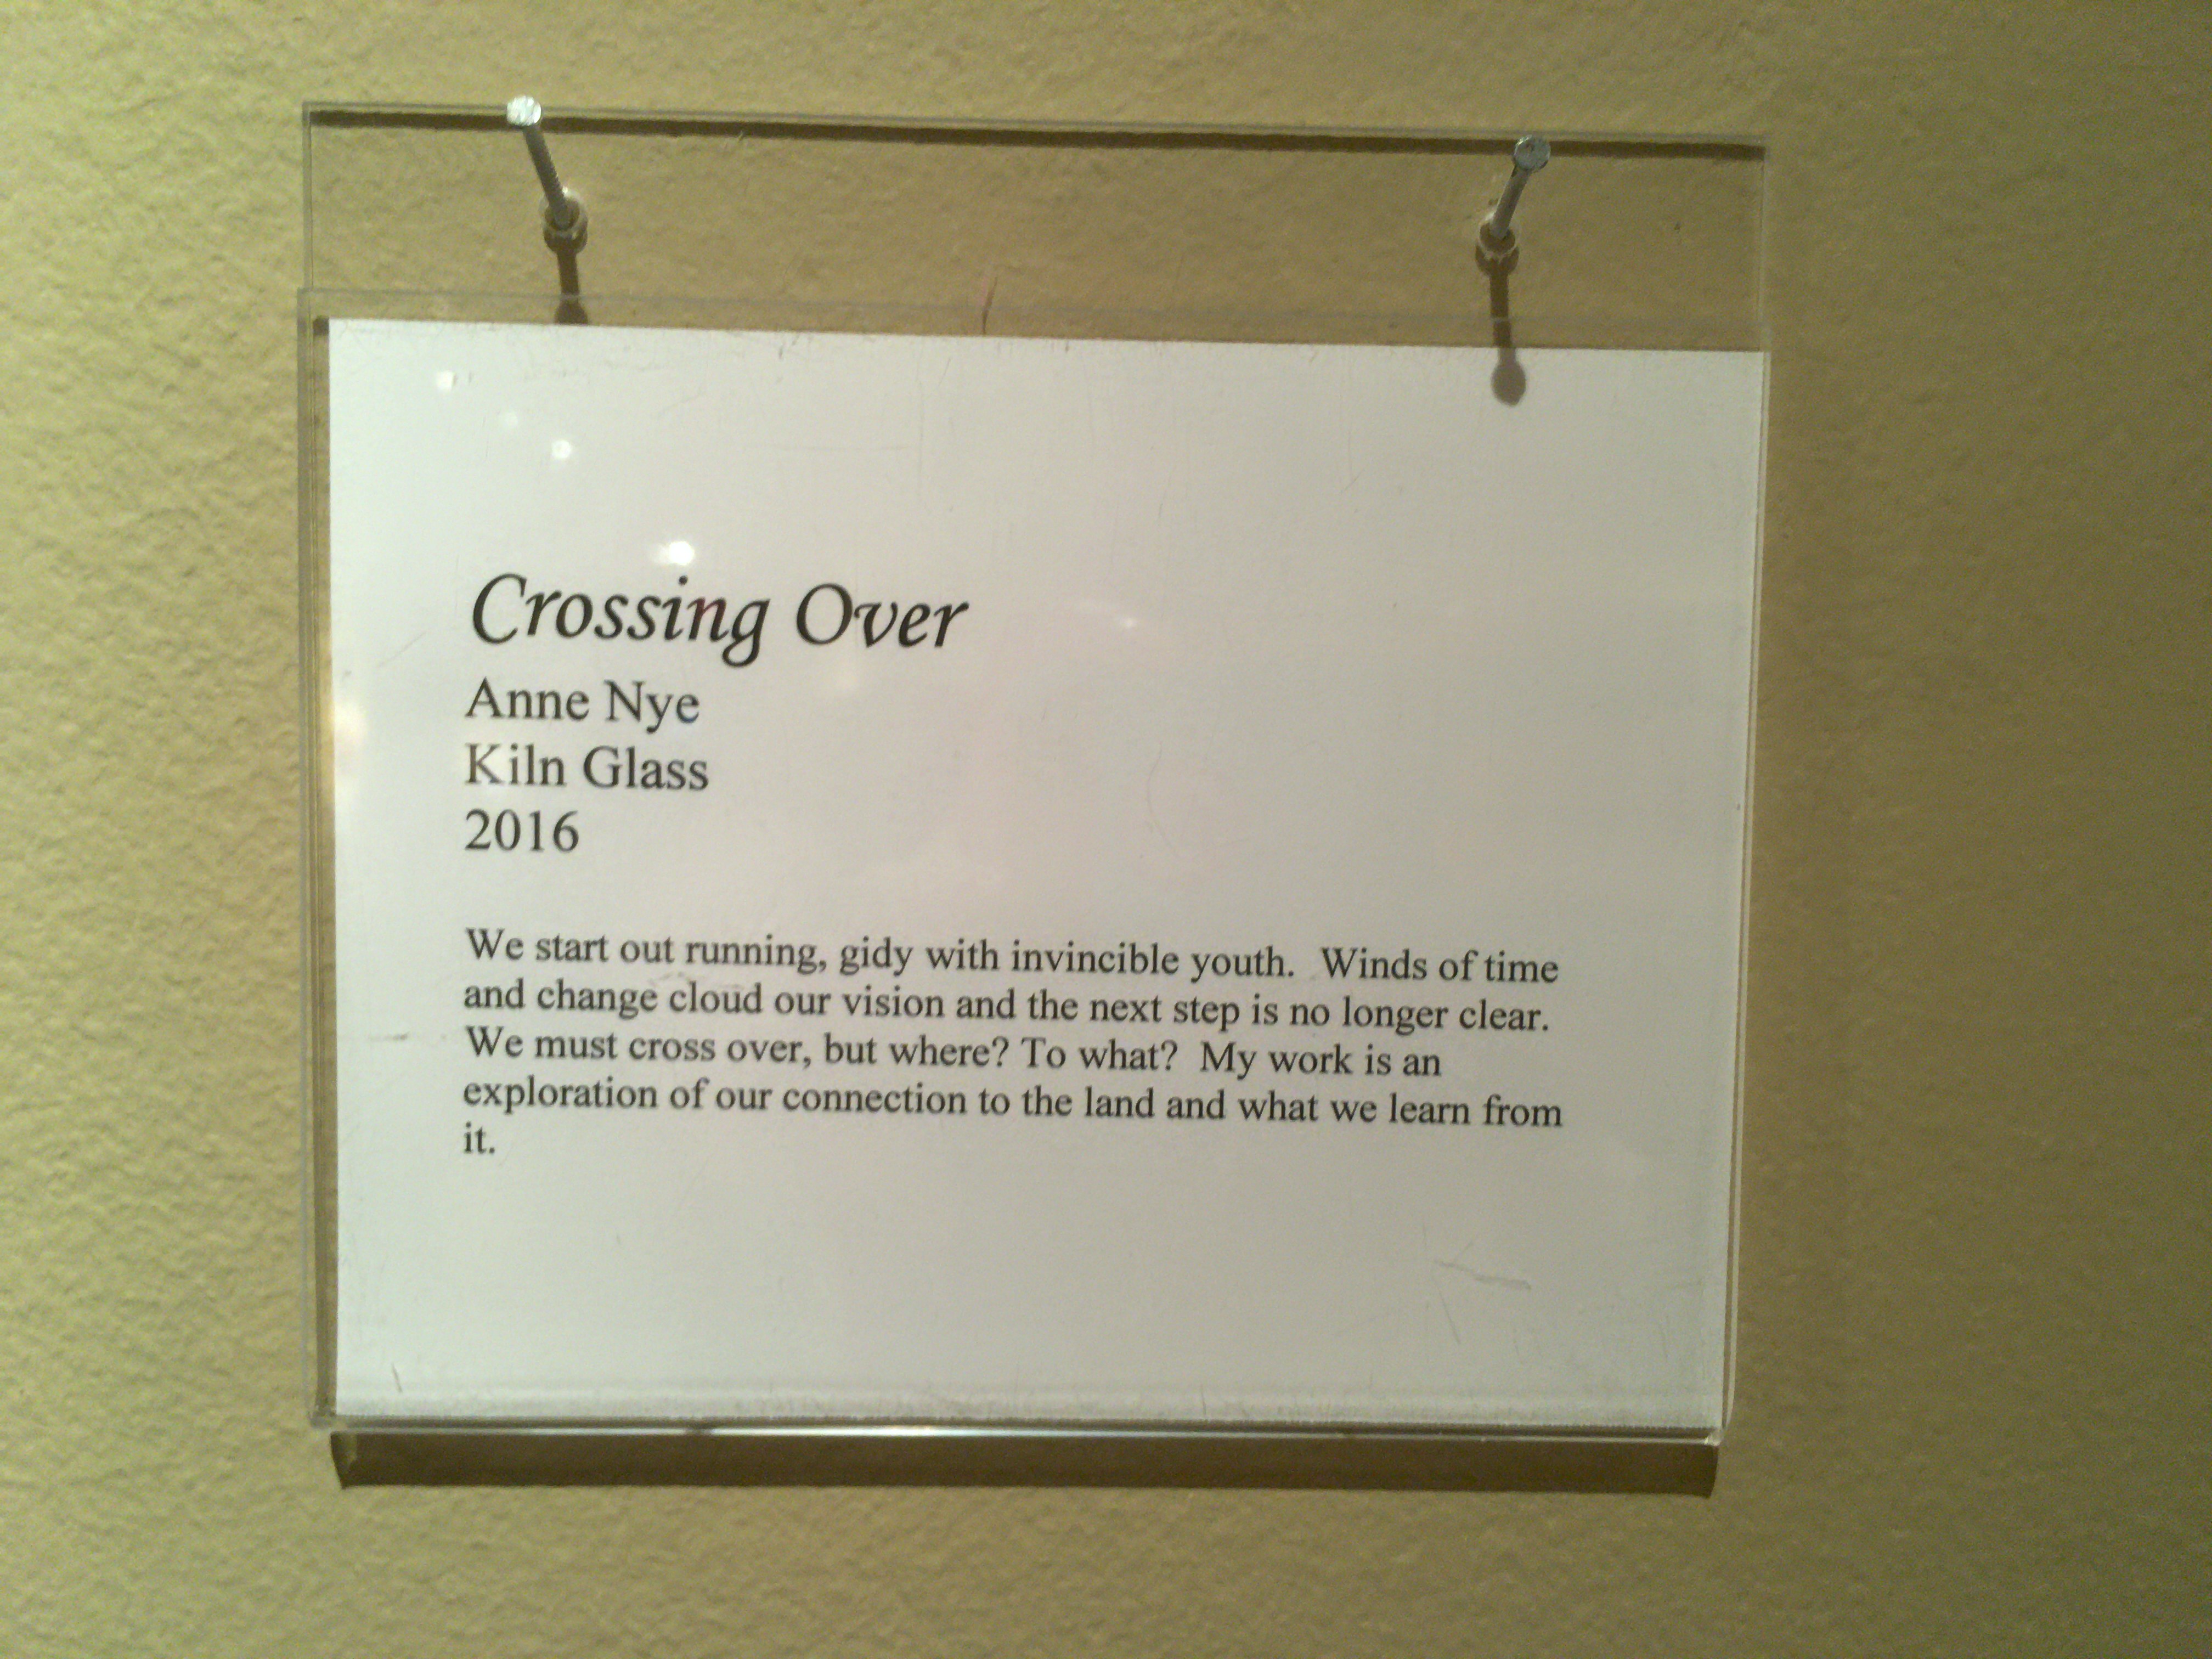 Crossing Over
Anne Nye
Kiln Glass
2016
We start out running, gidy with invincible youth.  Winds of time
and change cloud our vision and the next step is no longer clear.
We must cross over, but where? To what?  My work is an
exploration of our connection to the land and what we learn from
it.